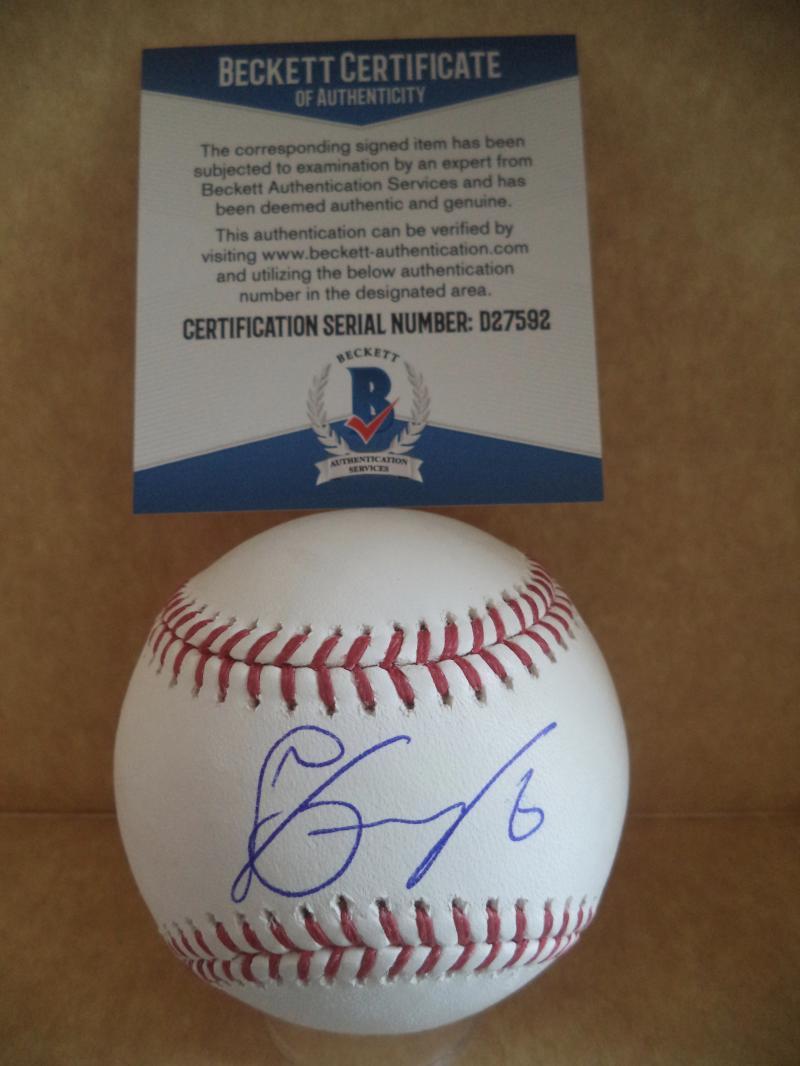 BECKETT CERTIFICATE
OF AUTHENTICITY
The corresponding signed item has been
subjected to examination by an expert from
Beckett Authentication Services and has
been deemed authentic and genuine.
This authentication can be verified by
visiting www.beckett-authentication.com
and utilizing the below authentication
number in the designated area.
CERTIFICATION SERIAL NUMBER: D27592
BECKETT
B
AUTHENTICATION
SERVICES
6